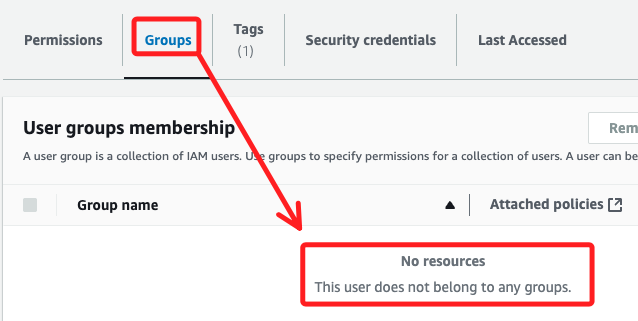 Permissions
Groups
Tags
(1)
Security credentials
Last Accessed
User groups membership
Rem
A user group is a collection of IAM users. Use groups to specify permissions for a collection of users. A user can be
Group name
Attached policies
No resources
This user does not belong to any groups.